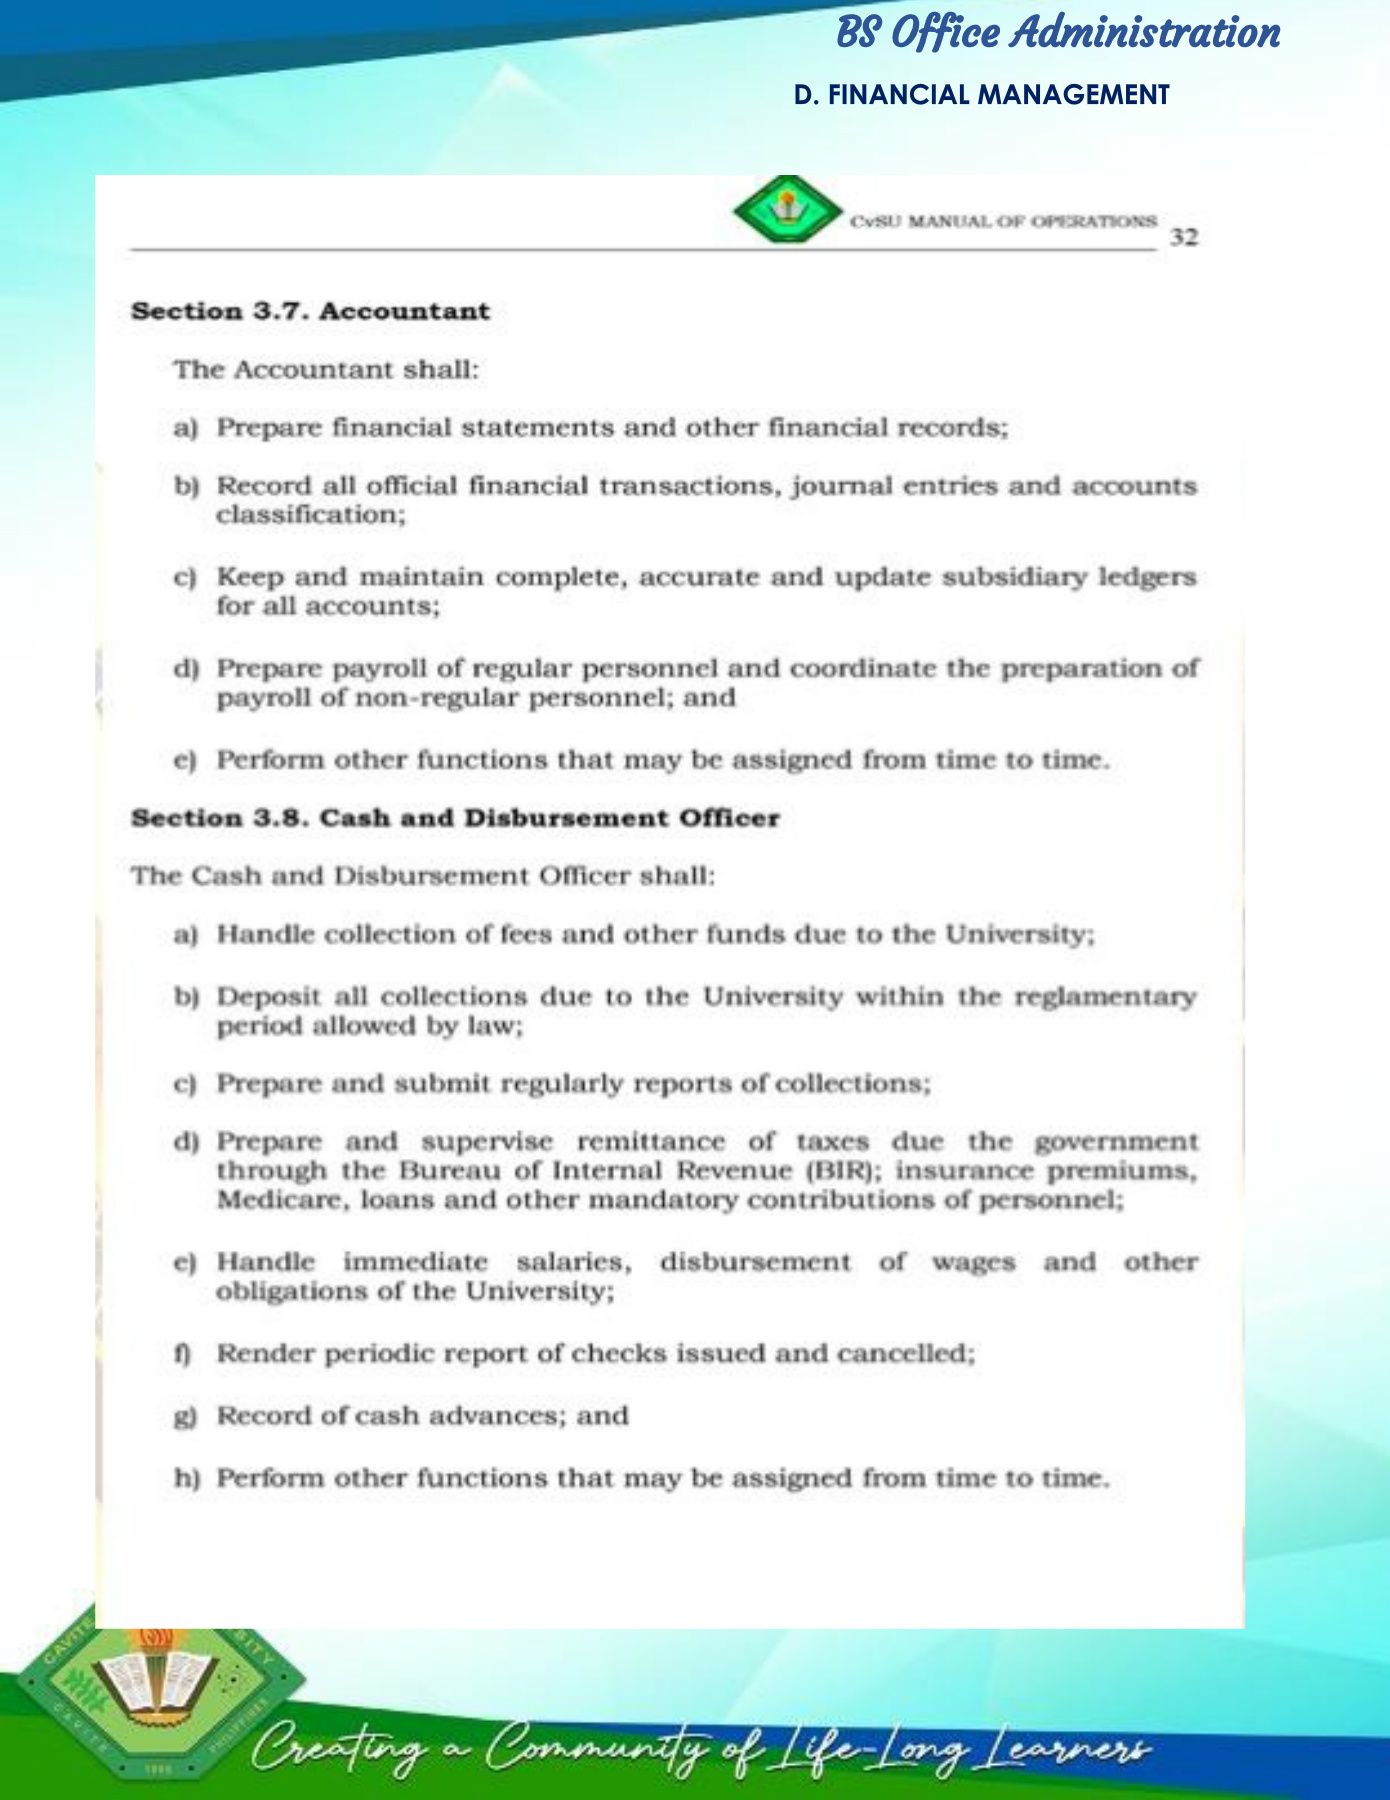 BS Office Administration
D. FINANCIAL MANAGEMENT
CvSU MANUAL OF OPERATIONS
32
Section 3.7. Accountant
The Accountant shall:
a) Prepare financial statements and other financial records;
b) Record all official financial transactions, journal entries and accounts
classification;
c) Keep and maintain complete, accurate and update subsidiary ledgers
for all accounts;
d) Prepare payroll of regular personnel and coordinate the preparation of
payroll of non-regular personnel; and
e) Perform other functions that may be assigned from time to time.
Section 3.8. Cash and Disbursement Officer
The Cash and Disbursement Officer shall:
a) Handle collection of fees and other funds due to the University;
b) Deposit all collections due to the University within the reglamentary
period allowed by law;
c) Prepare and submit regularly reports of collections;
d) Prepare and supervise remittance of taxes due the government
through the Bureau of Internal Revenue (BIR); insurance premiums,
Medicare, loans and other mandatory contributions of personnel;
e) Handle immediate salaries, disbursement of wages and other
obligations of the University;
f) Render periodic report of checks issued and cancelled;
g) Record of cash advances; and
h) Perform other functions that may be assigned from time to time.
CAVITE
CAVITE
PHILIPPINES
Creating a Community of Life-Long Learners